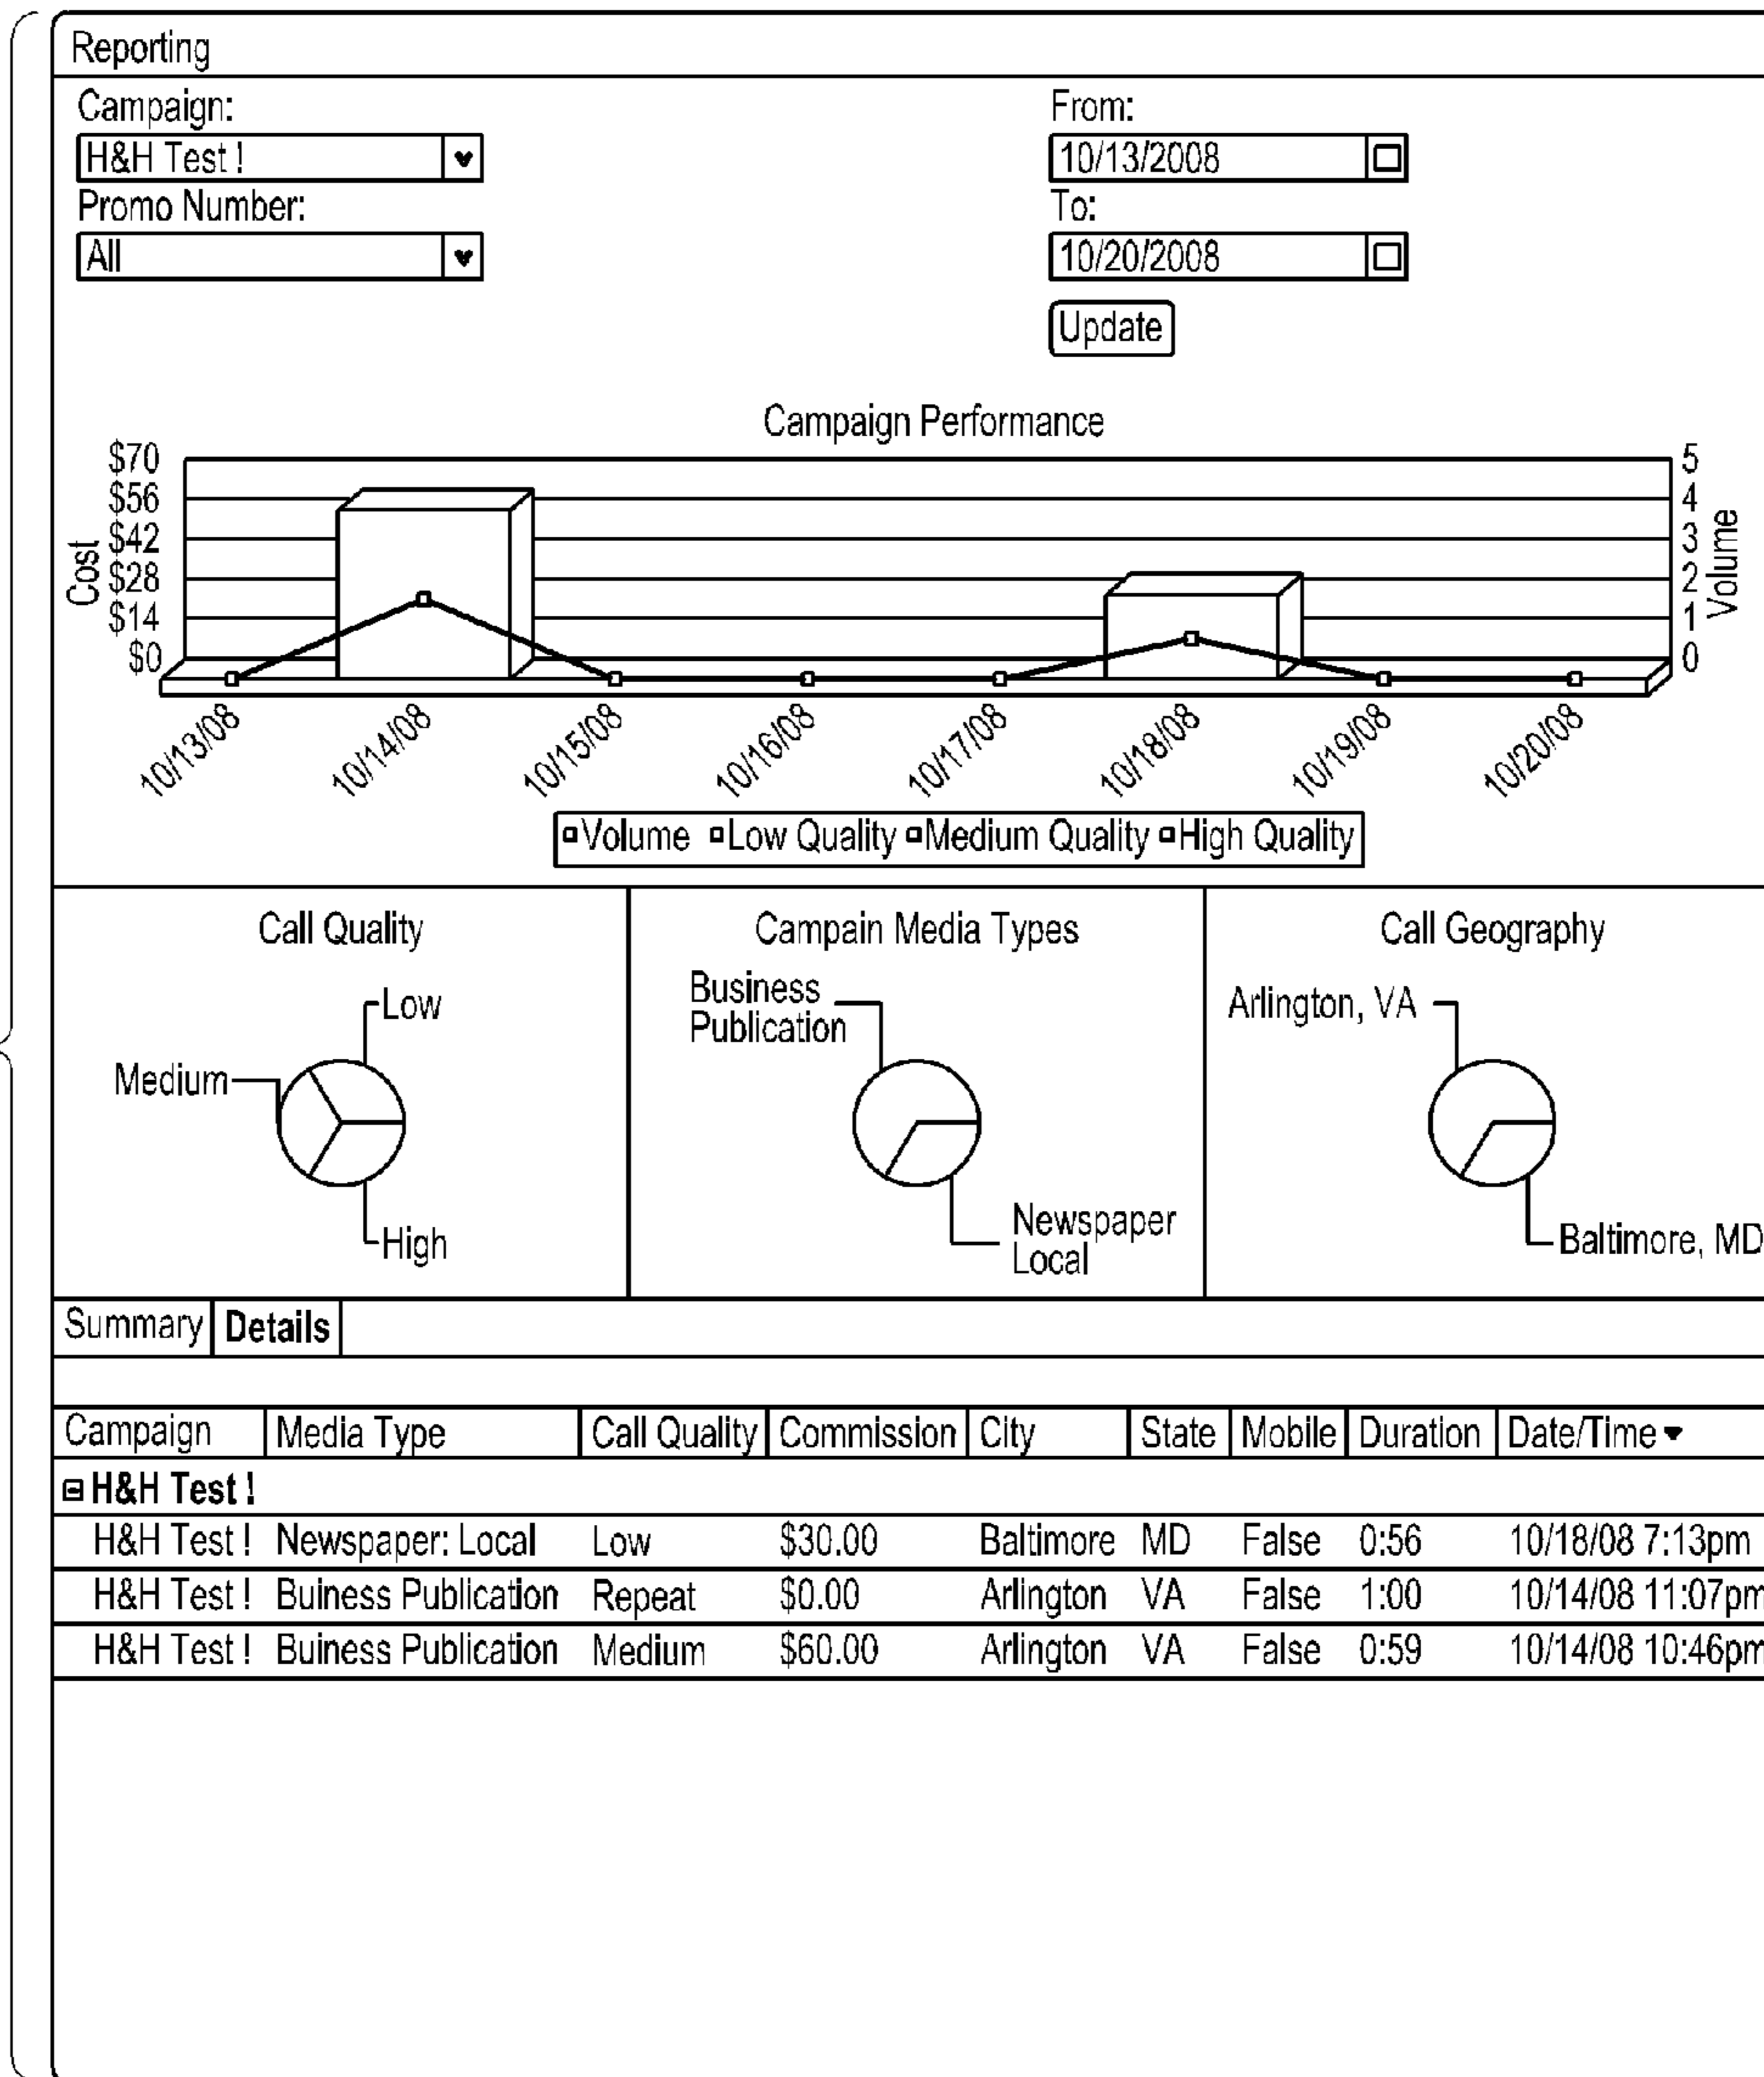 Reporting
Campaign:
H&H Test !
Promo Number:
All
From:
10/13/2008
To:
10/20/2008
Update
Campaign Performance
Cost
$70
$56
$42
$28
$14
$0
5
4
3
2
1
0
Volume
10/13/08
10/14/08
10/15/08
10/16/08
10/17/08
10/18/08
10/19/08
10/20/08
Volume Low Quality Medium Quality High Quality
Call Quality
Low
Medium
High
Campain Media Types
Business
Publication
Newspaper
Local
Call Geography
Arlington, VA
Baltimore, MD
Summary Details
Campaign Media Type Call Quality Commission City State Mobile Duration Date/Time
H&H Test !
H&H Test ! Newspaper: Local Low $30.00 Baltimore MD False 0:56 10/18/08 7:13pm
H&H Test ! Buiness Publication Repeat $0.00 Arlington VA False 1:00 10/14/08 11:07pm
H&H Test ! Buiness Publication Medium $60.00 Arlington VA False 0:59 10/14/08 10:46pm